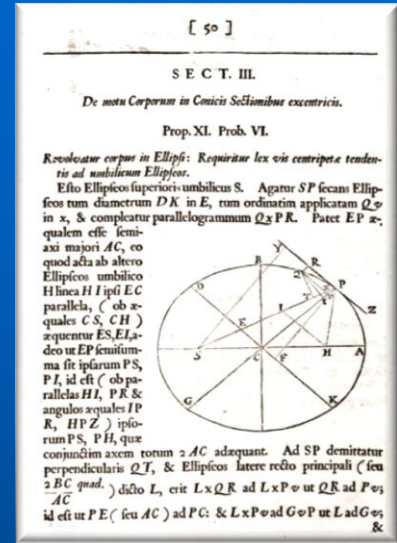 [ 50 ]
S E C T. III.
De motu Corporum in Conicis Sectionibus excentricis.
Prop. XI. Prob. VI.
Revolvatur corpus in Ellipsi: Requiritur lex vis centripetæ tenden-
tis ad umbilicum Ellipseos.
Esto Ellipseos superioris umbilicus S. Agatur SP secans Ellip-
seos tum diametrum DK in E, tum ordinatim applicatam Qv
in x, & compleatur parallelogrammum QxPR. Patet EP æ-
qualem esse semi-
axi majori AC, eo
quod acta ab altero
Ellipseos umbilico
H linea HI ipsi EC
parallela, ( ob æ-
quales CS, CH )
æquentur ES, EI, a-
deo ut EP semisum-
ma sit ipsarum PS,
PI, id est ( ob pa-
rallelas HI, PR &
angulos æquales IP
R, HPZ ) ipso-
rum PS, PH, quæ
conjunctim axem totum 2AC adæquant. Ad SP demittatur
perpendicularis QT, & Ellipseos latere recto principali ( seu
2BC quad.
AC
) dicto L, erit LxQR ad LxPv ut QR ad Pv;
id est ut PE ( seu AC ) ad PC: & LxPv ad GvP ut L ad Gv;
&
Y
R
B
Q
P
D
T
x
v
Z
I
E
S
C
F
H
A
G
K